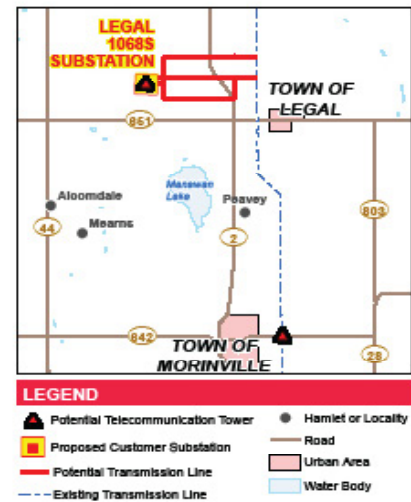 LEGAL
1068S
SUBSTATION
TOWN OF
LEGAL
651
Manawan
Lake
Aloomdale
Peavey
Mearns
44
2
803
642
TOWN OF
MORINVILLE
28
LEGEND
Potential Telecommunication Tower
Proposed Customer Substation
Potential Transmission Line
Existing Transmission Line
Hamlet or Locality
Road
Urban Area
Water Body